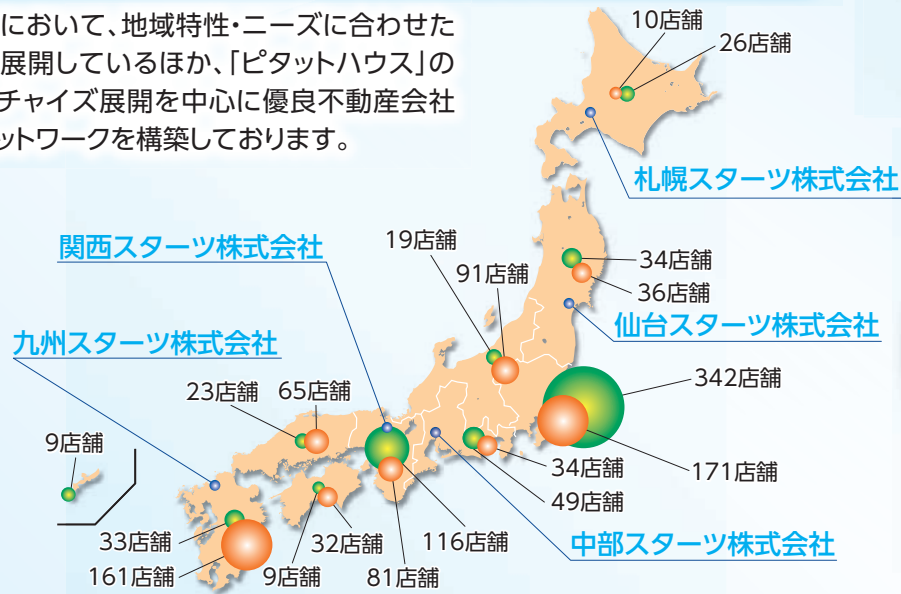 において、地域特性・ニーズに合わせた
展開しているほか、「ピタットハウス」の
チャイズ展開を中心に優良不動産会社
ットワークを構築しております。
10店舗
26店舗
札幌スターツ株式会社
関西スターツ株式会社
19店舗
91店舗
34店舗
36店舗
仙台スターツ株式会社
九州スターツ株式会社
23店舗
65店舗
342店舗
9店舗
34店舗
171店舗
49店舗
33店舗
32店舗
116店舗
中部スターツ株式会社
161店舗
9店舗
81店舗